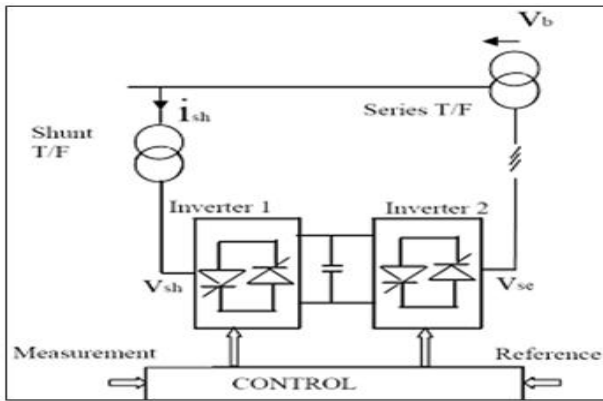 Vb
ish
Shunt
T/F
Series T/F
Inverter 1
Inverter 2
Vsh
Vse
Measurement
Reference
CONTROL